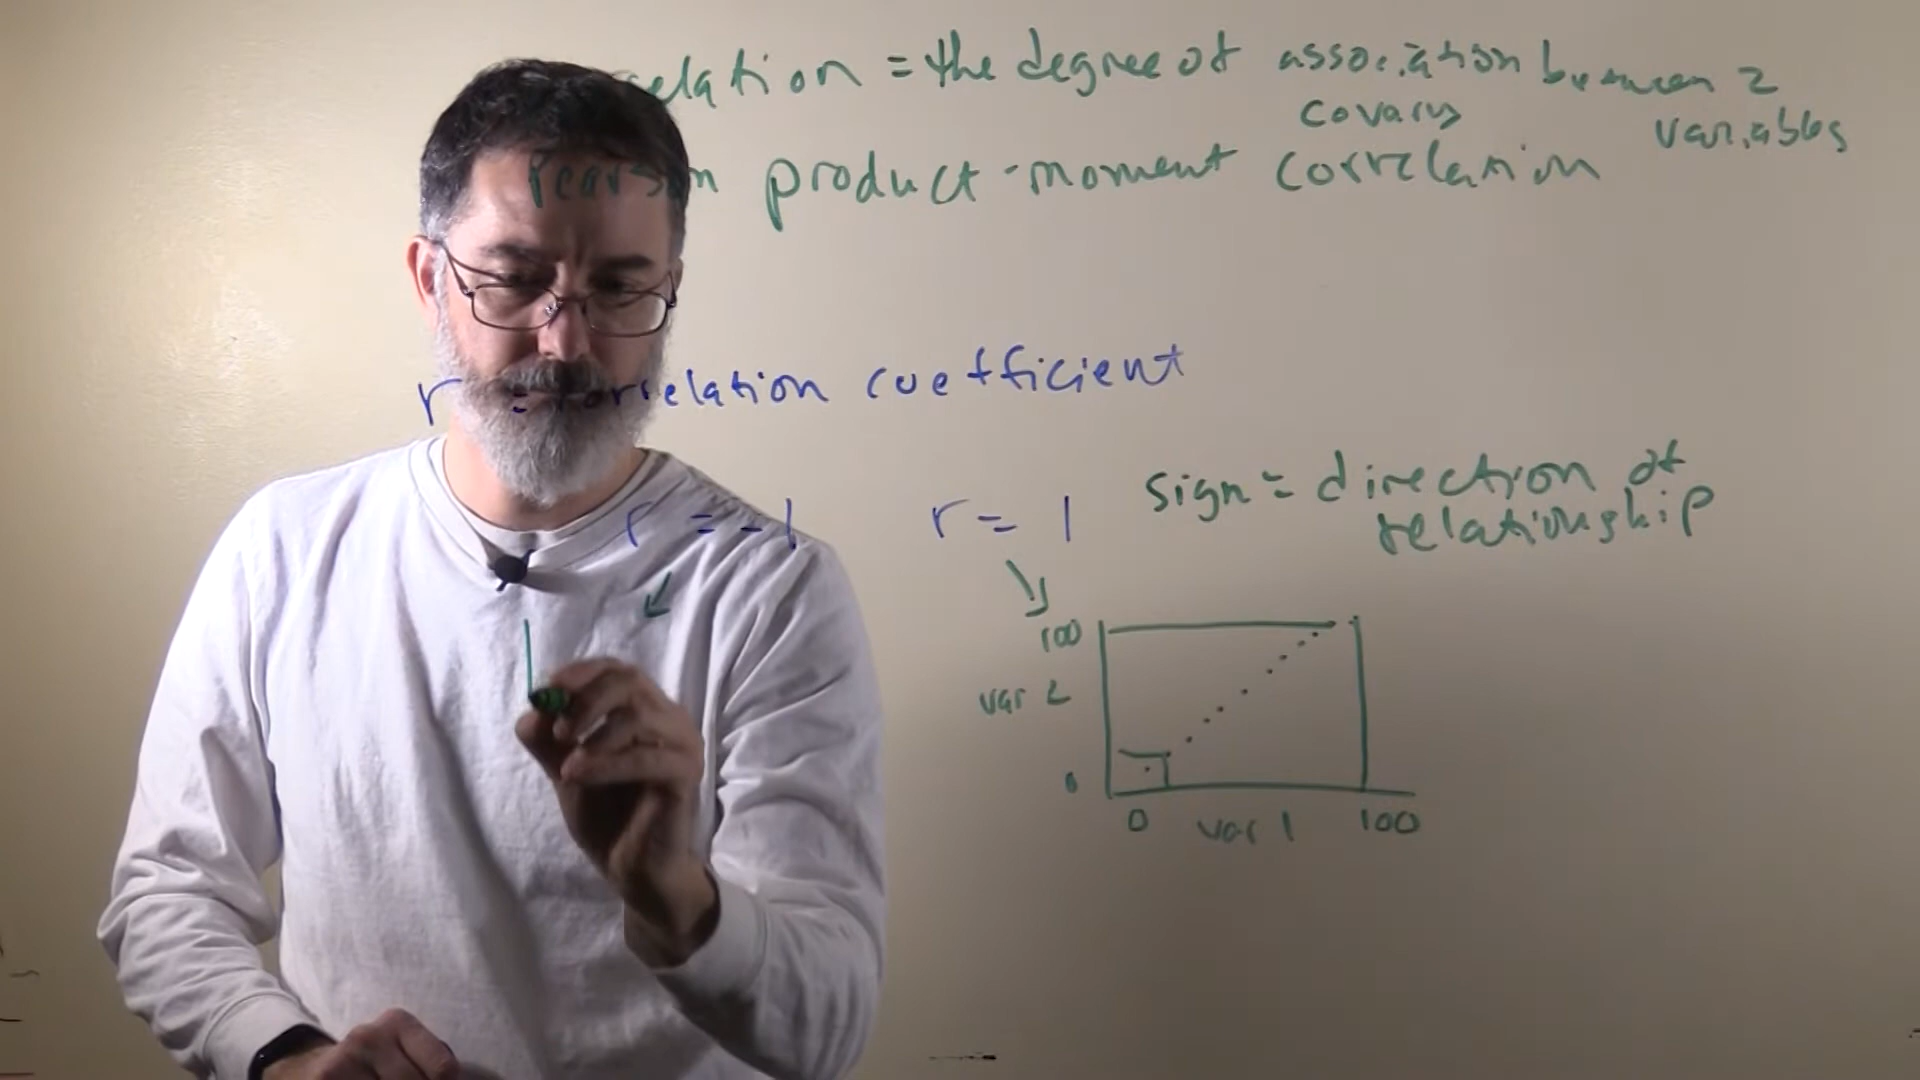 elation = the degree of association between 2
covary variables
Pearson product-moment correlation
r = correlation coefficient
r = -1 r = 1 sign = direction of
relationship
100
var 2
0
0 var 1 100